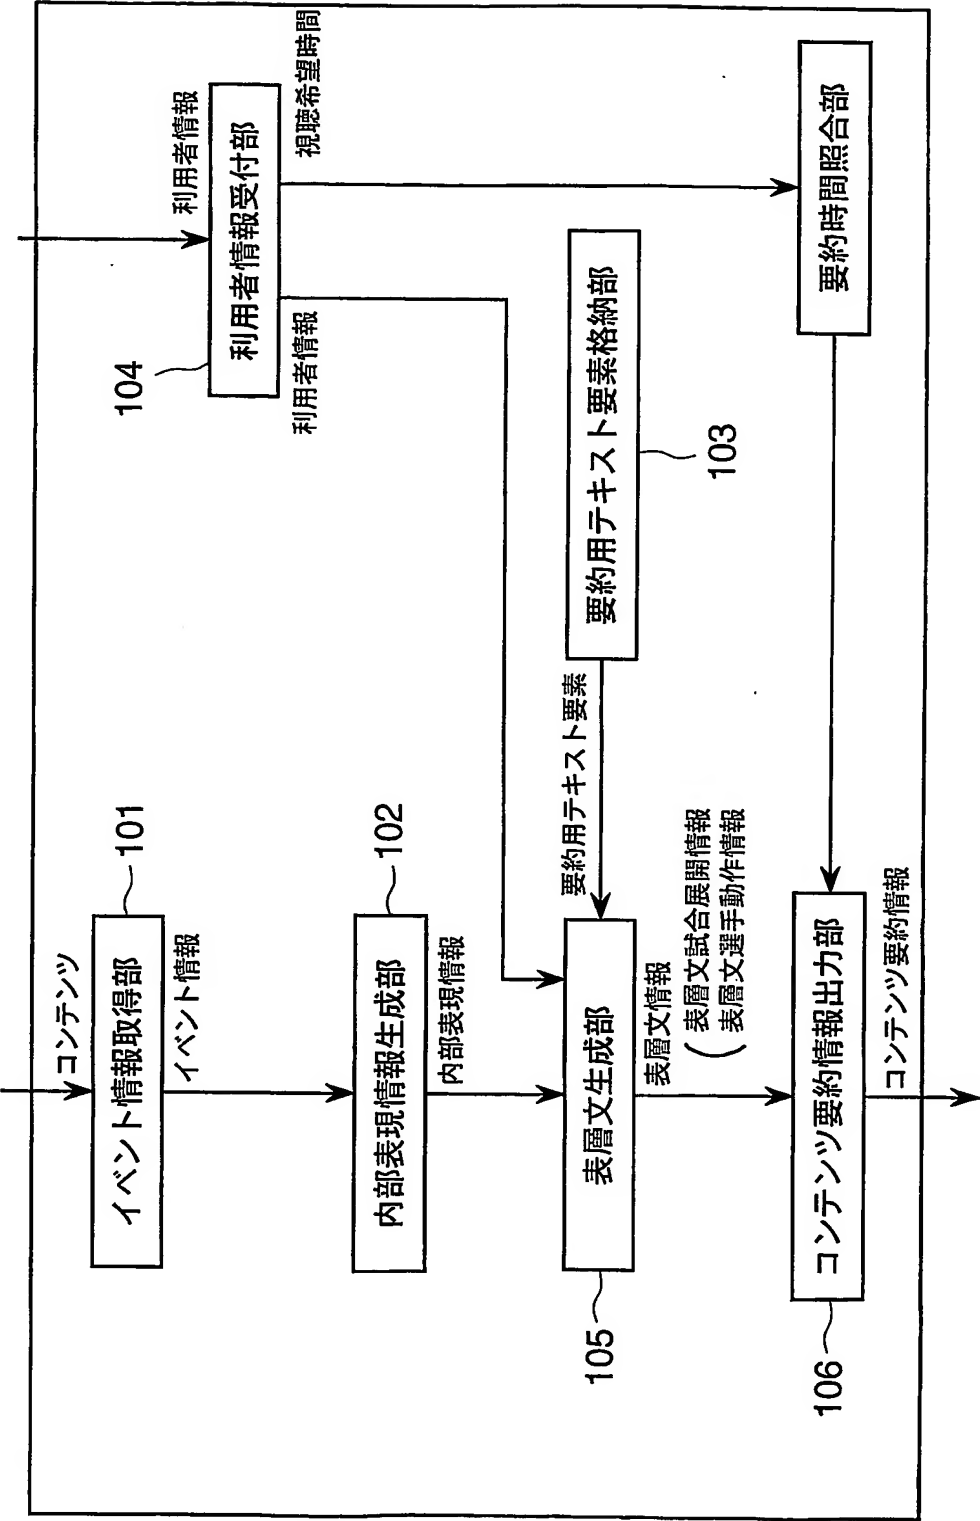 コンテンツ
イベント情報取得部
101
イベント情報
内部表現情報生成部
102
内部表現情報
利用者情報
利用者情報受付部
104
利用者情報
視聴希望時間
要約用テキスト要素格納部
103
要約用テキスト要素
表層文生成部
105
表層文情報
(表層文試合展開情報
表層文選手動作情報
要約時間照合部
コンテンツ要約情報出力部
106
コンテンツ要約情報